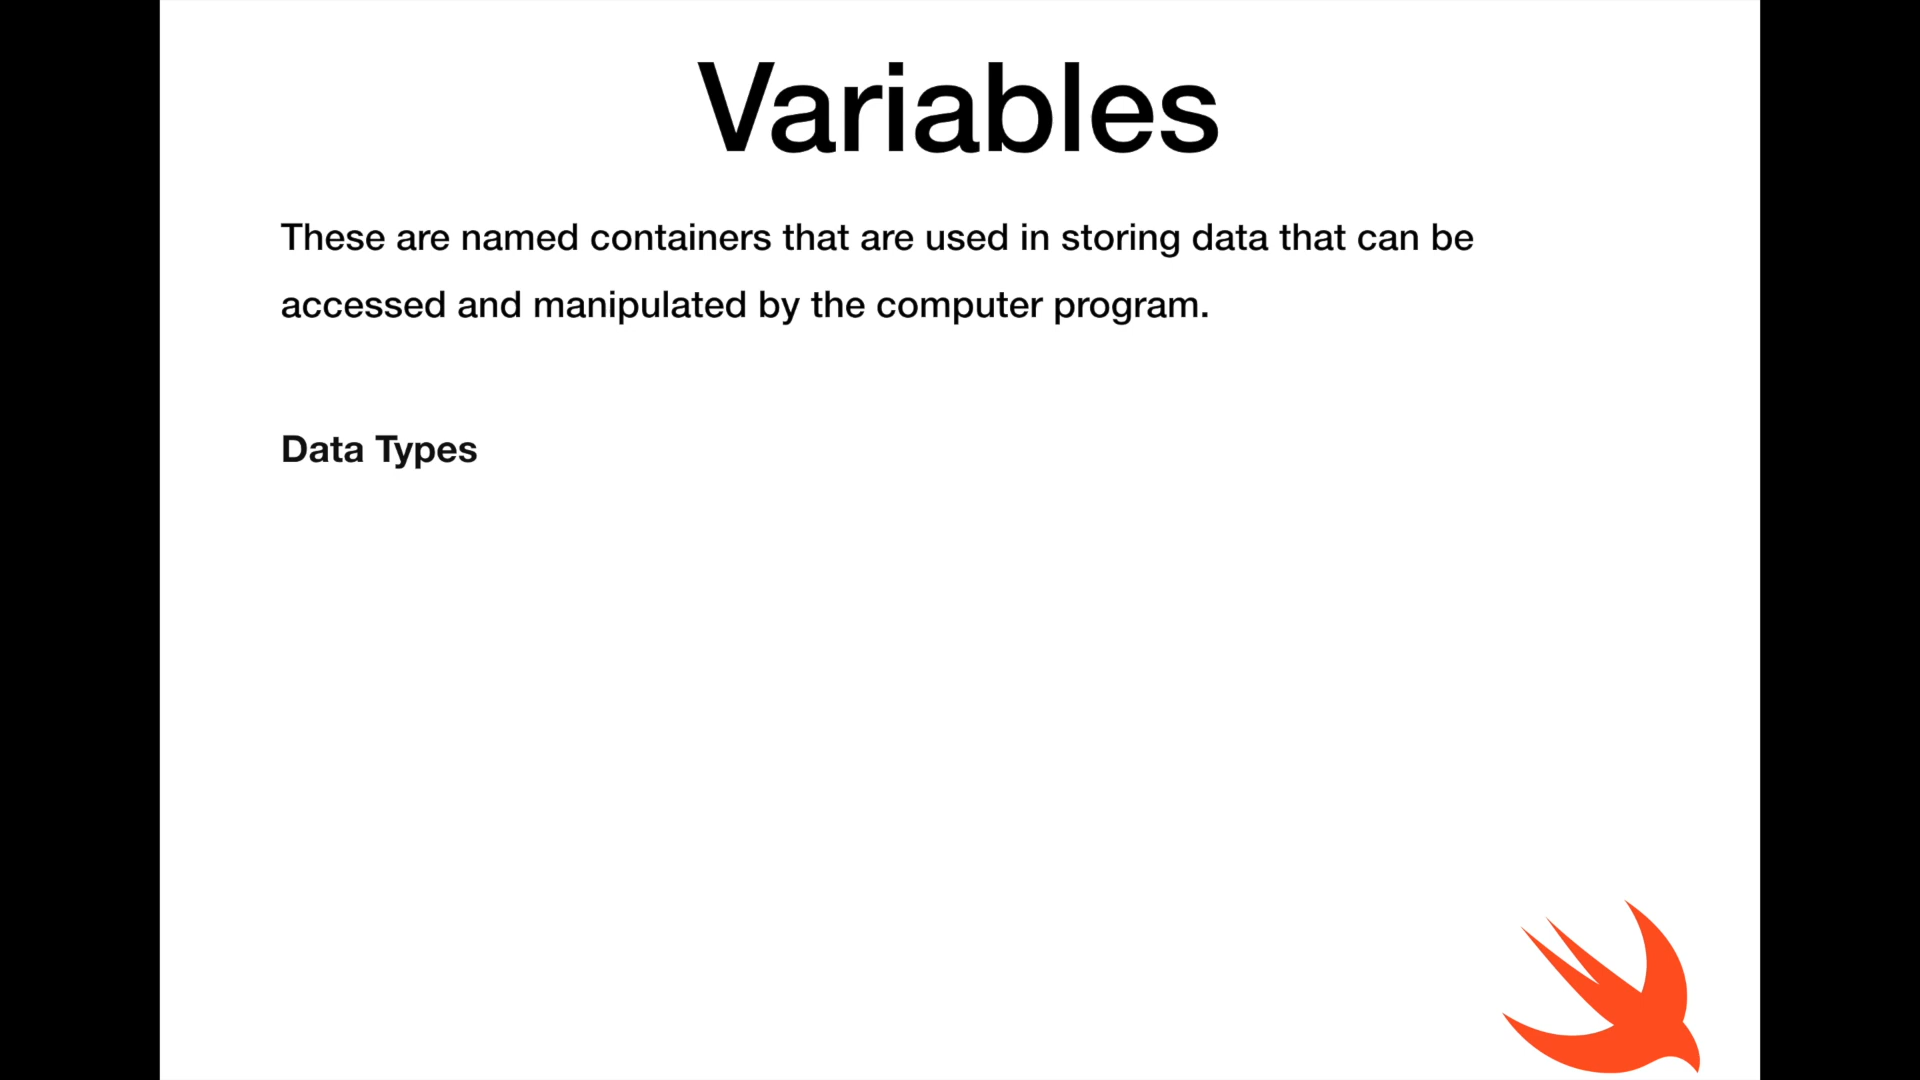 Variables
These are named containers that are used in storing data that can be
accessed and manipulated by the computer program.
Data Types